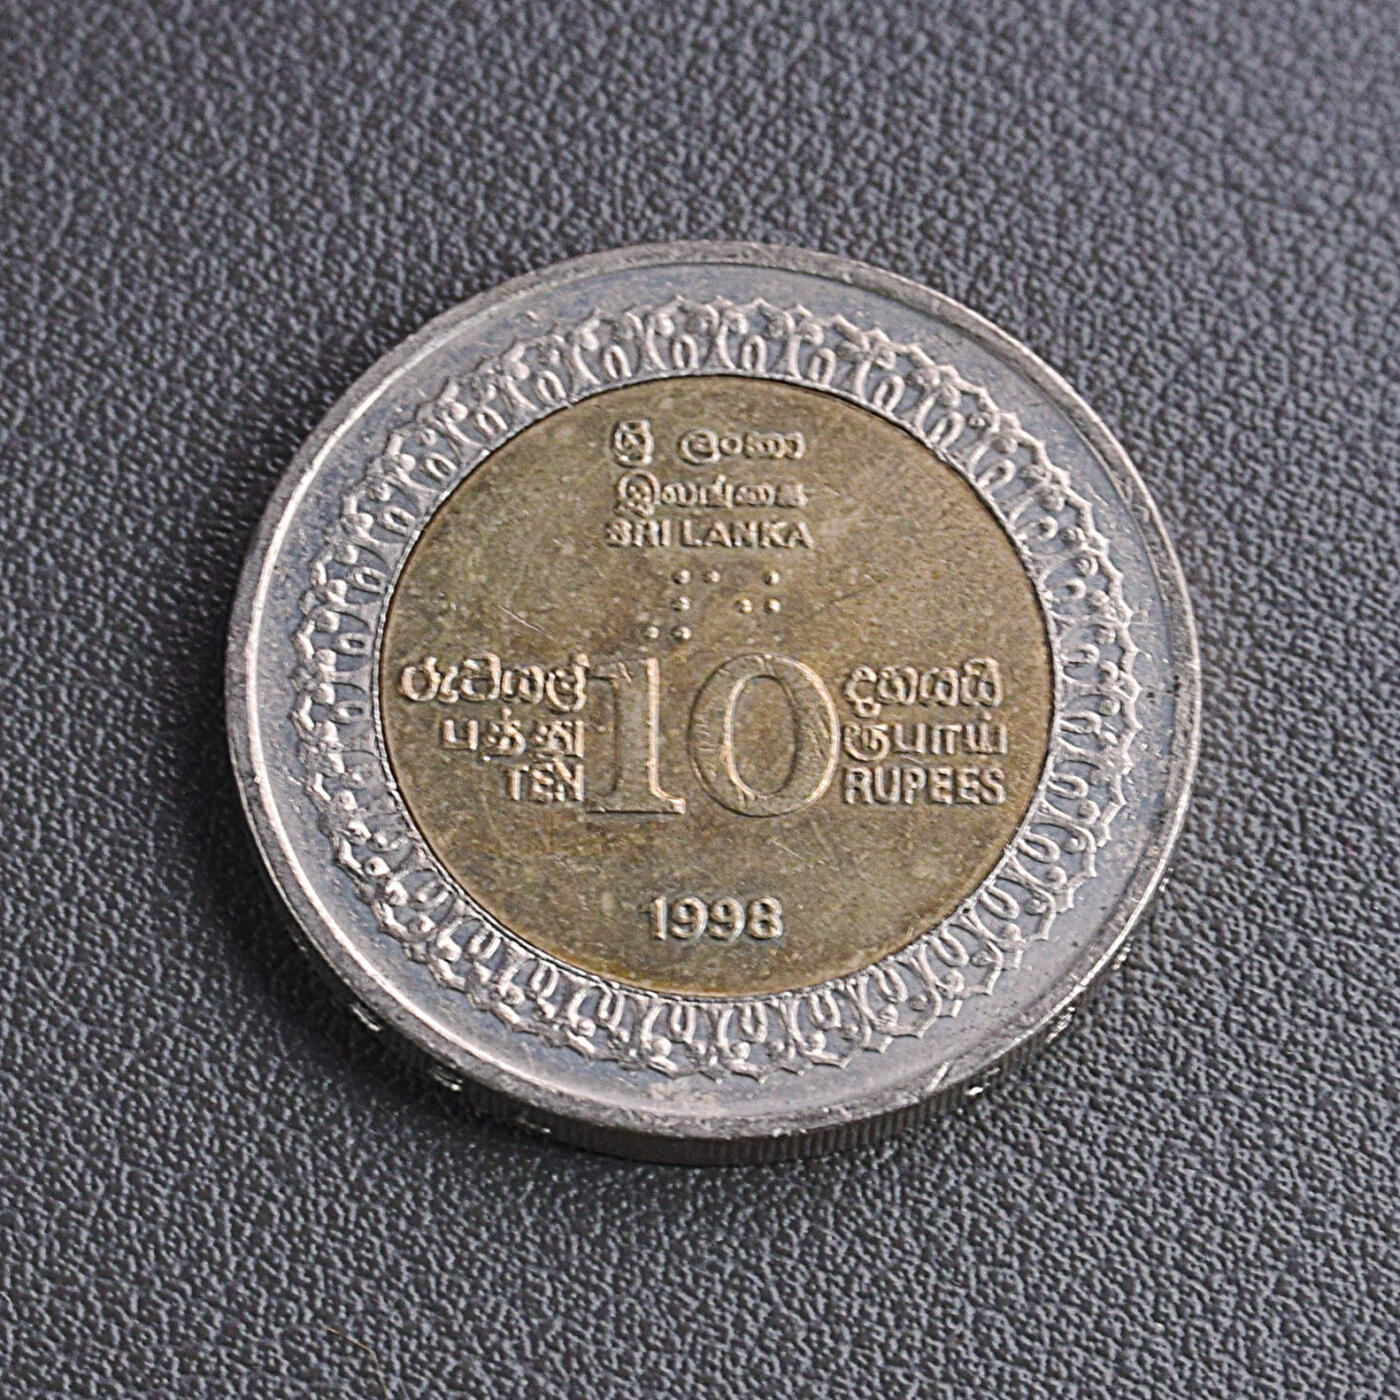 ශ්‍රී ලංකා
இலங்கை
SRI LANKA
රුපියල් 10 දහයයි
பத்து ரூபாய்
TEN RUPEES
1998